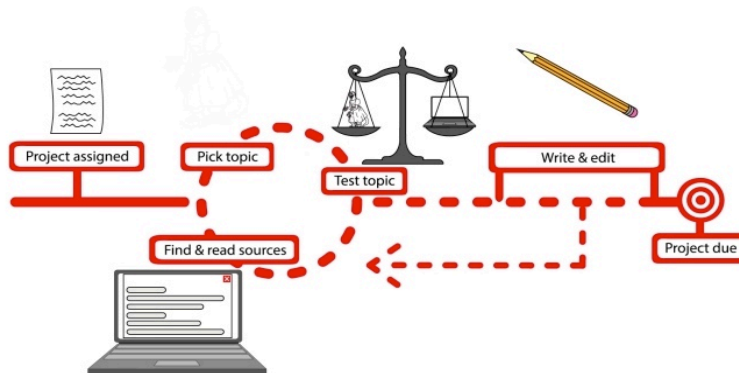 Project assigned
Pick topic
Test topic
Write & edit
Find & read sources
Project due